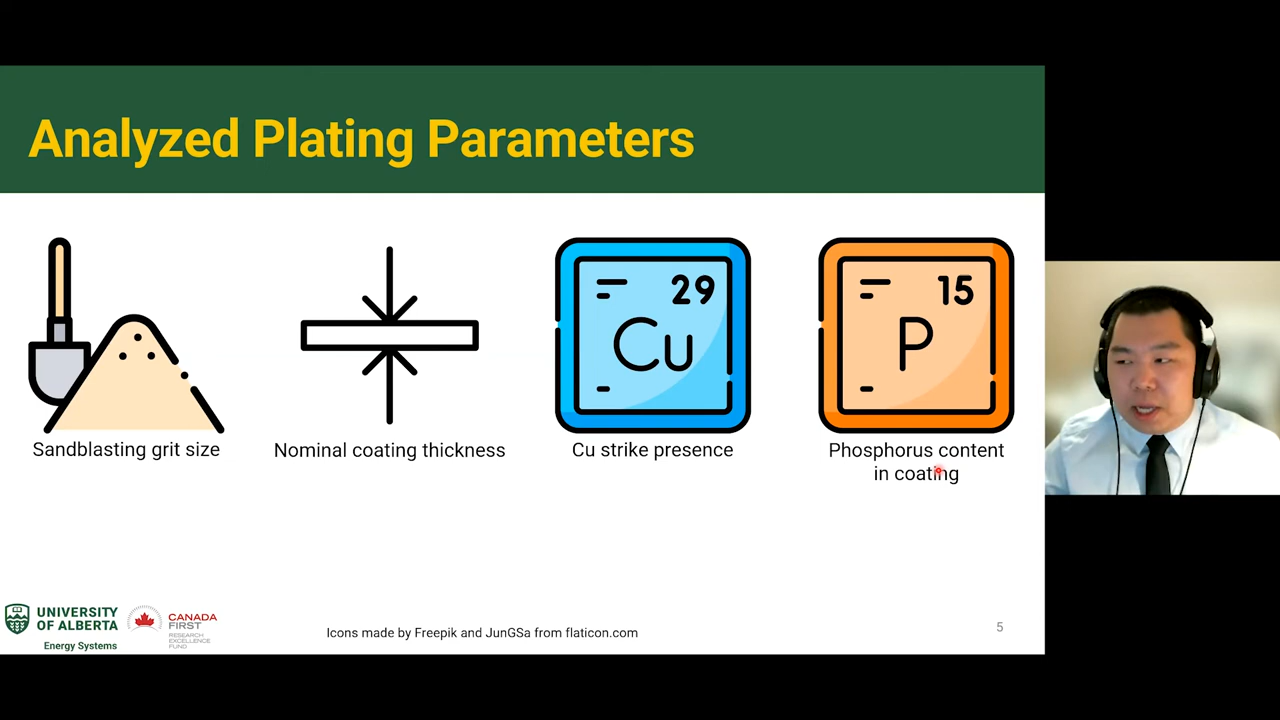 Analyzed Plating Parameters
29
Cu
15
P
Sandblasting grit size
Nominal coating thickness
Cu strike presence
Phosphorus content
in coating
UNIVERSITY
OF ALBERTA
Energy Systems
CANADA
FIRST
RESEARCH
EXCELLENCE
FUND
Icons made by Freepik and JunGSa from flaticon.com
5